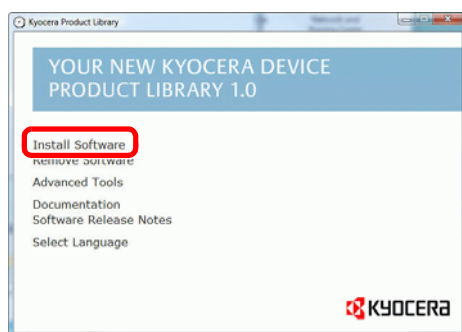 Kyocera Product Library
YOUR NEW KYOCERA DEVICE
PRODUCT LIBRARY 1.0
Install Software
Remove Software
Advanced Tools
Documentation
Software Release Notes
Select Language
KYOCERA